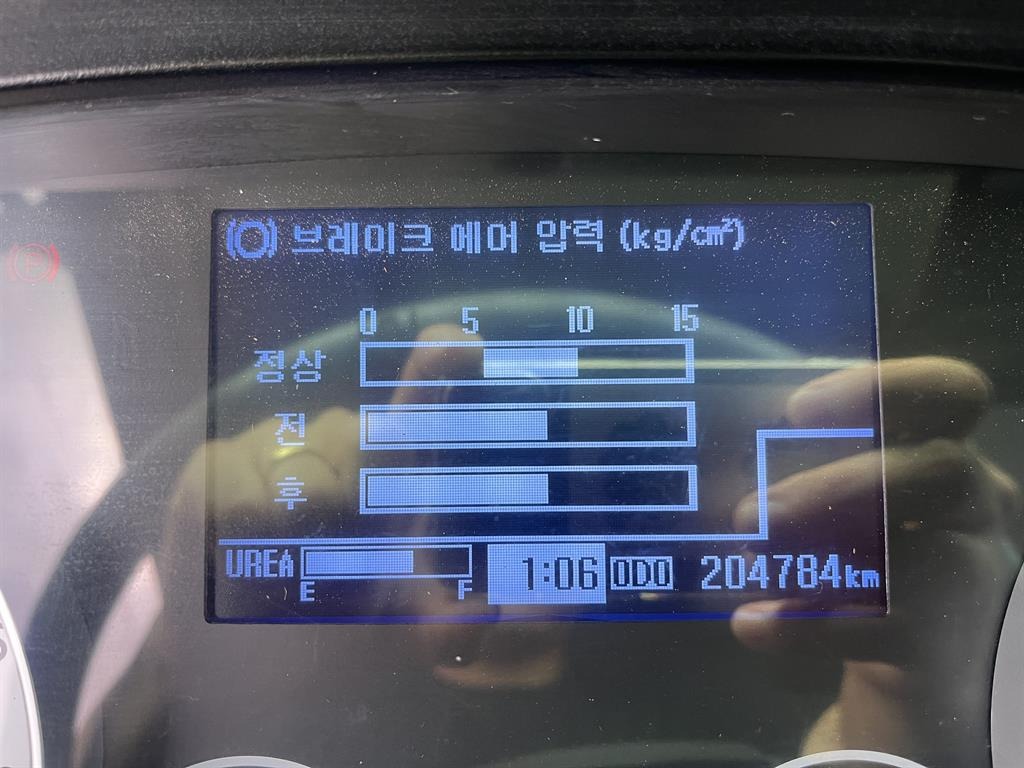 브레이크 에어 압력 (kg/cm²)
0 5 10 15
정상
전
후
UREA E F 1:06 ODO 204784km